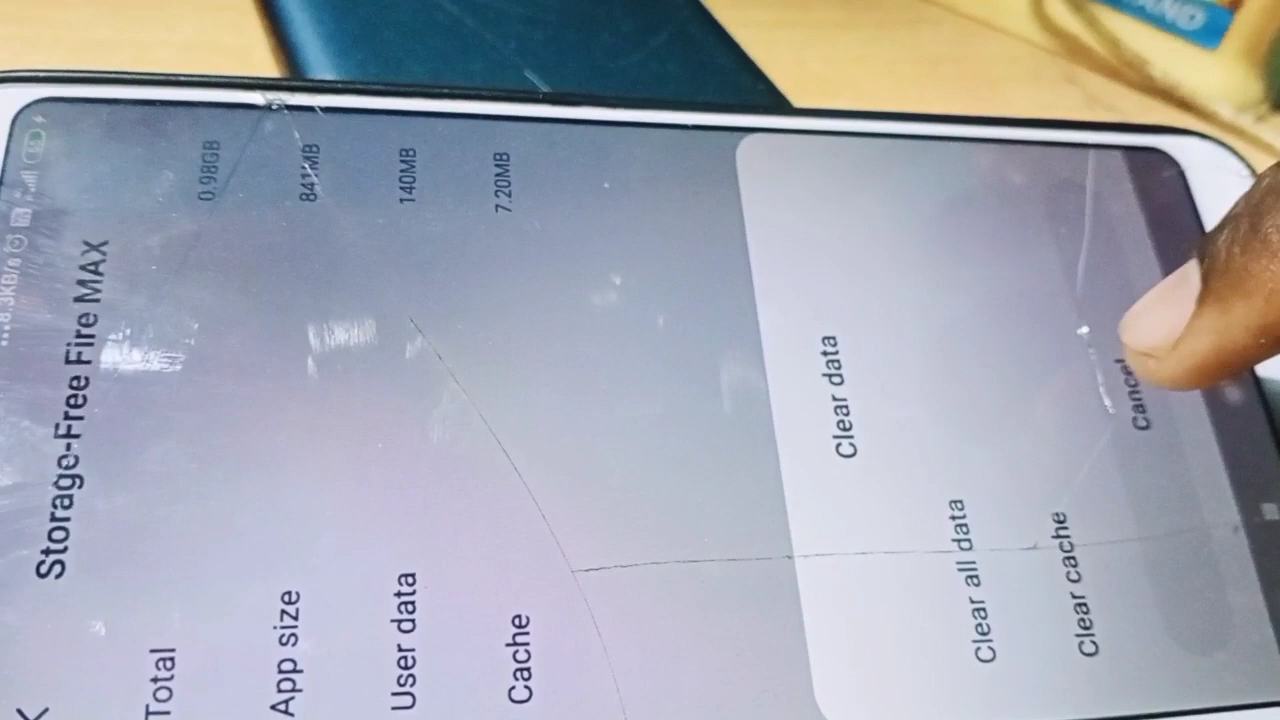 8.3KB/s
Storage-Free Fire MAX
Total 0.98GB
App size 841MB
User data 140MB
Cache 7.20MB
Clear data
Clear all data
Clear cache
Cancel